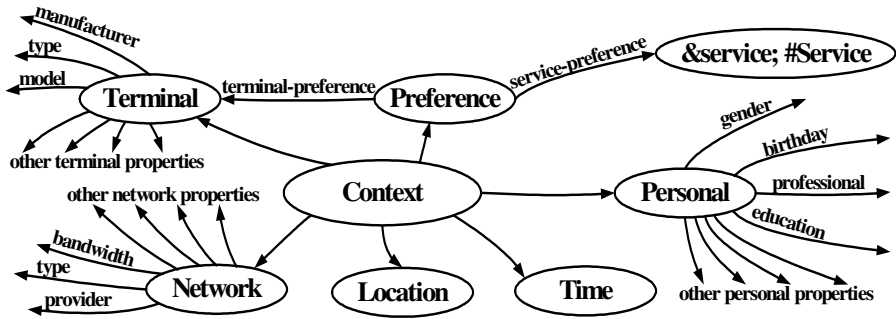 manufacturer
type
model
Terminal
terminal-preference
Preference
service-preference
&service; #Service
other terminal properties
gender
birthday
professional
education
Personal
other personal properties
Context
other network properties
bandwidth
type
provider
Network
Location
Time